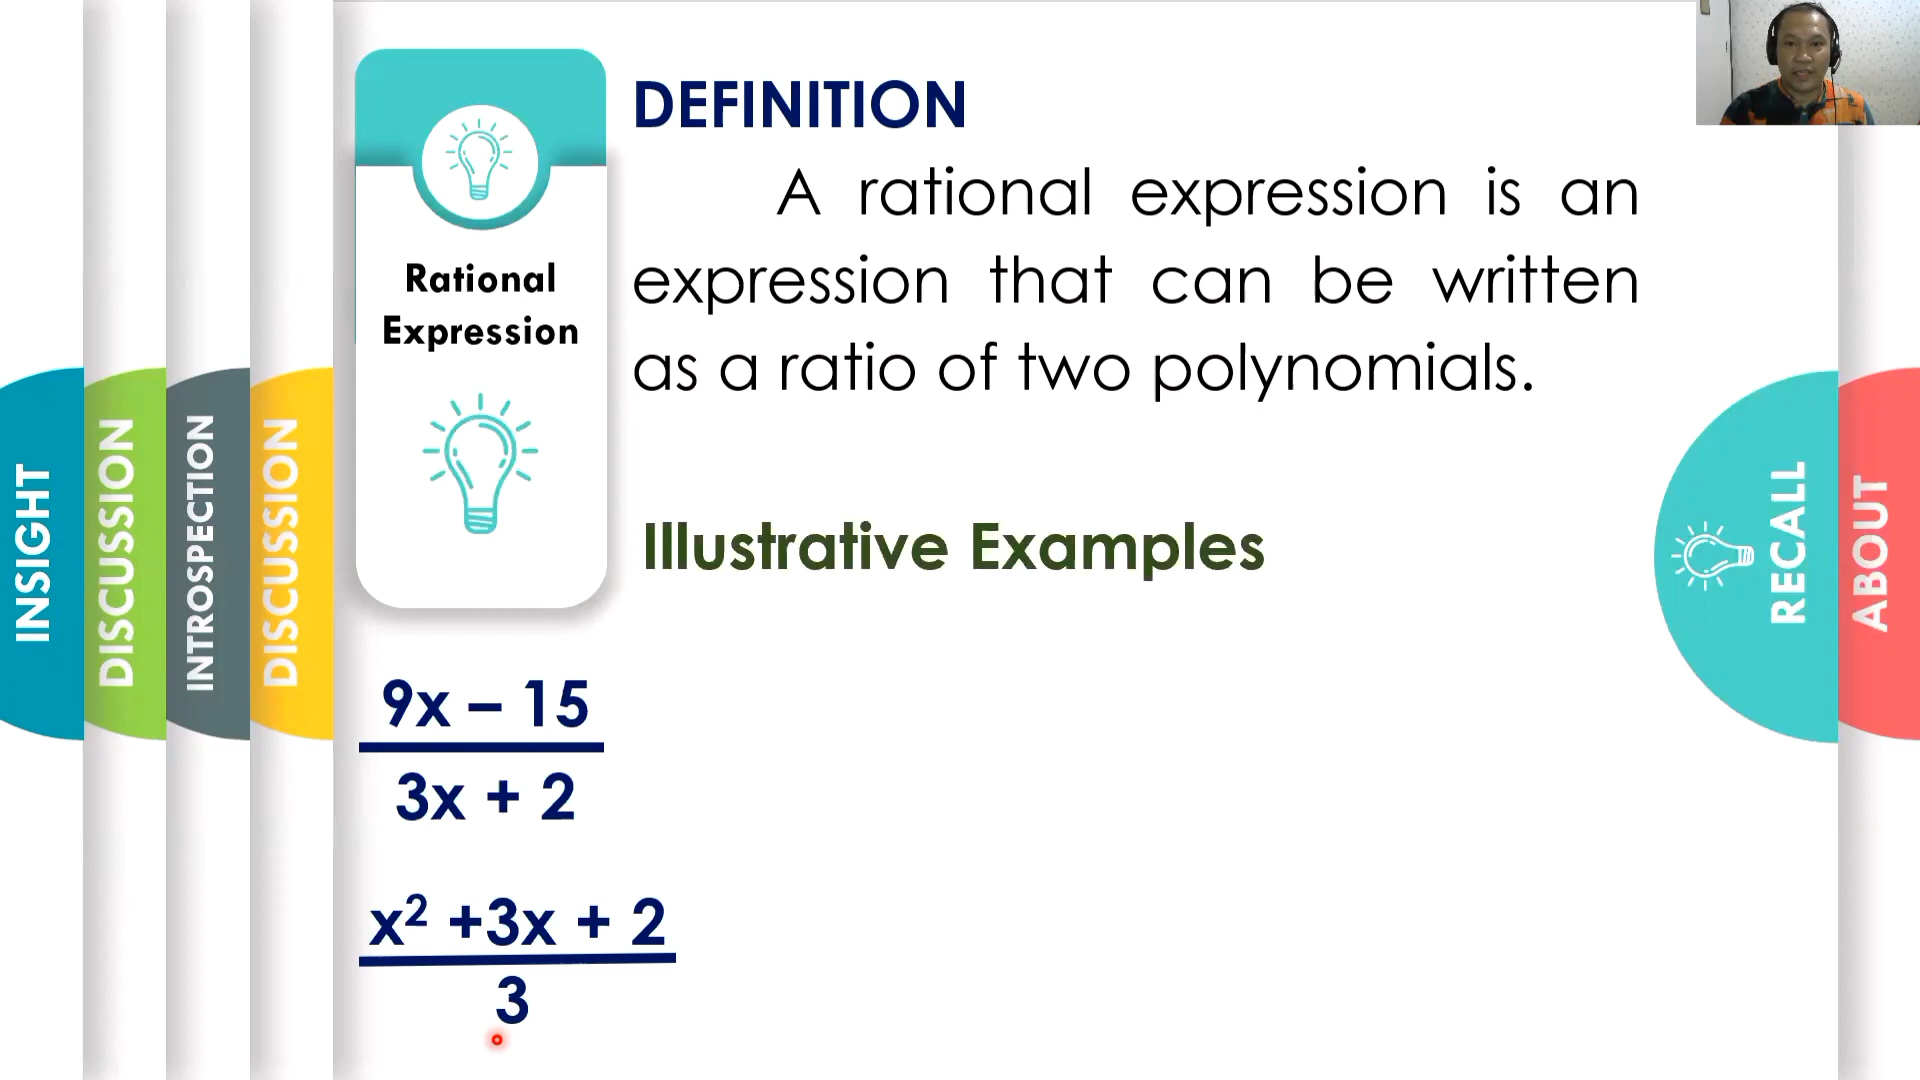 DEFINITION
A rational expression is an
expression that can be written
as a ratio of two polynomials.
Rational
Expression
Illustrative Examples
INSIGHT
DISCUSSION
INTROSPECTION
DISCUSSION
RECALL
ABOUT
9x – 15
3x + 2
x² +3x + 2
3